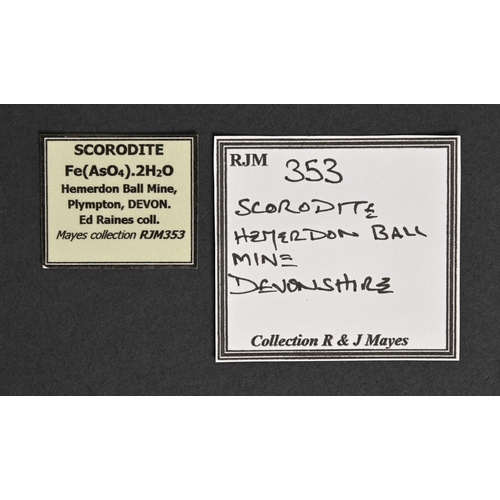 SCORODITE
Fe(AsO₄).2H₂O
Hemerdon Ball Mine,
Plympton, DEVON.
Ed Raines coll.
Mayes collection RJM353
RJM 353
SCORODITE
HEMERDON BALL
MINE
DEVONSHIRE
Collection R & J Mayes